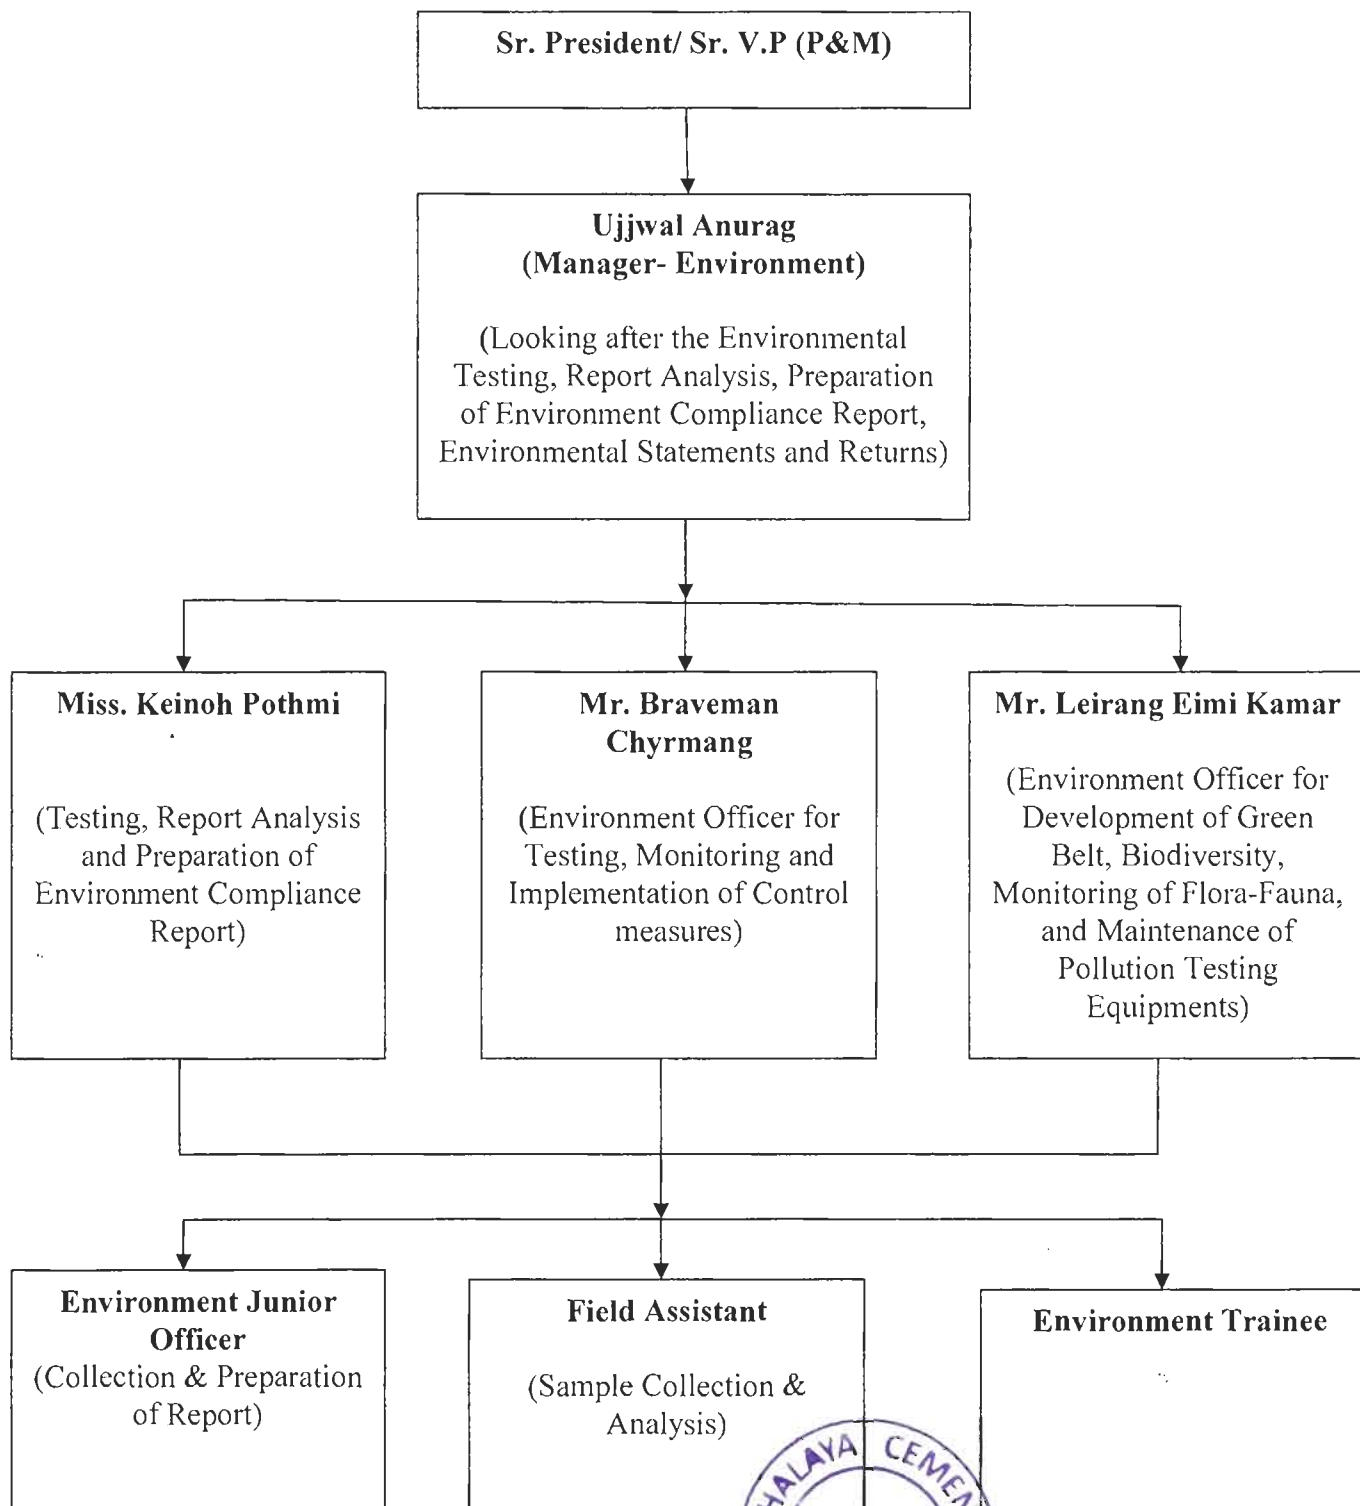 Sr. President/ Sr. V.P (P&M)
Ujjwal Anurag
(Manager- Environment)
(Looking after the Environmental
Testing, Report Analysis, Preparation
of Environment Compliance Report,
Environmental Statements and Returns)
Miss. Keinoh Pothmi
(Testing, Report Analysis
and Preparation of
Environment Compliance
Report)
Mr. Braveman
Chyrmang
(Environment Officer for
Testing, Monitoring and
Implementation of Control
measures)
Mr. Leirang Eimi Kamar
(Environment Officer for
Development of Green
Belt, Biodiversity,
Monitoring of Flora-Fauna,
and Maintenance of
Pollution Testing
Equipments)
Environment Junior
Officer
(Collection & Preparation
of Report)
Field Assistant
(Sample Collection &
Analysis)
Environment Trainee
HALAYA CEMEN